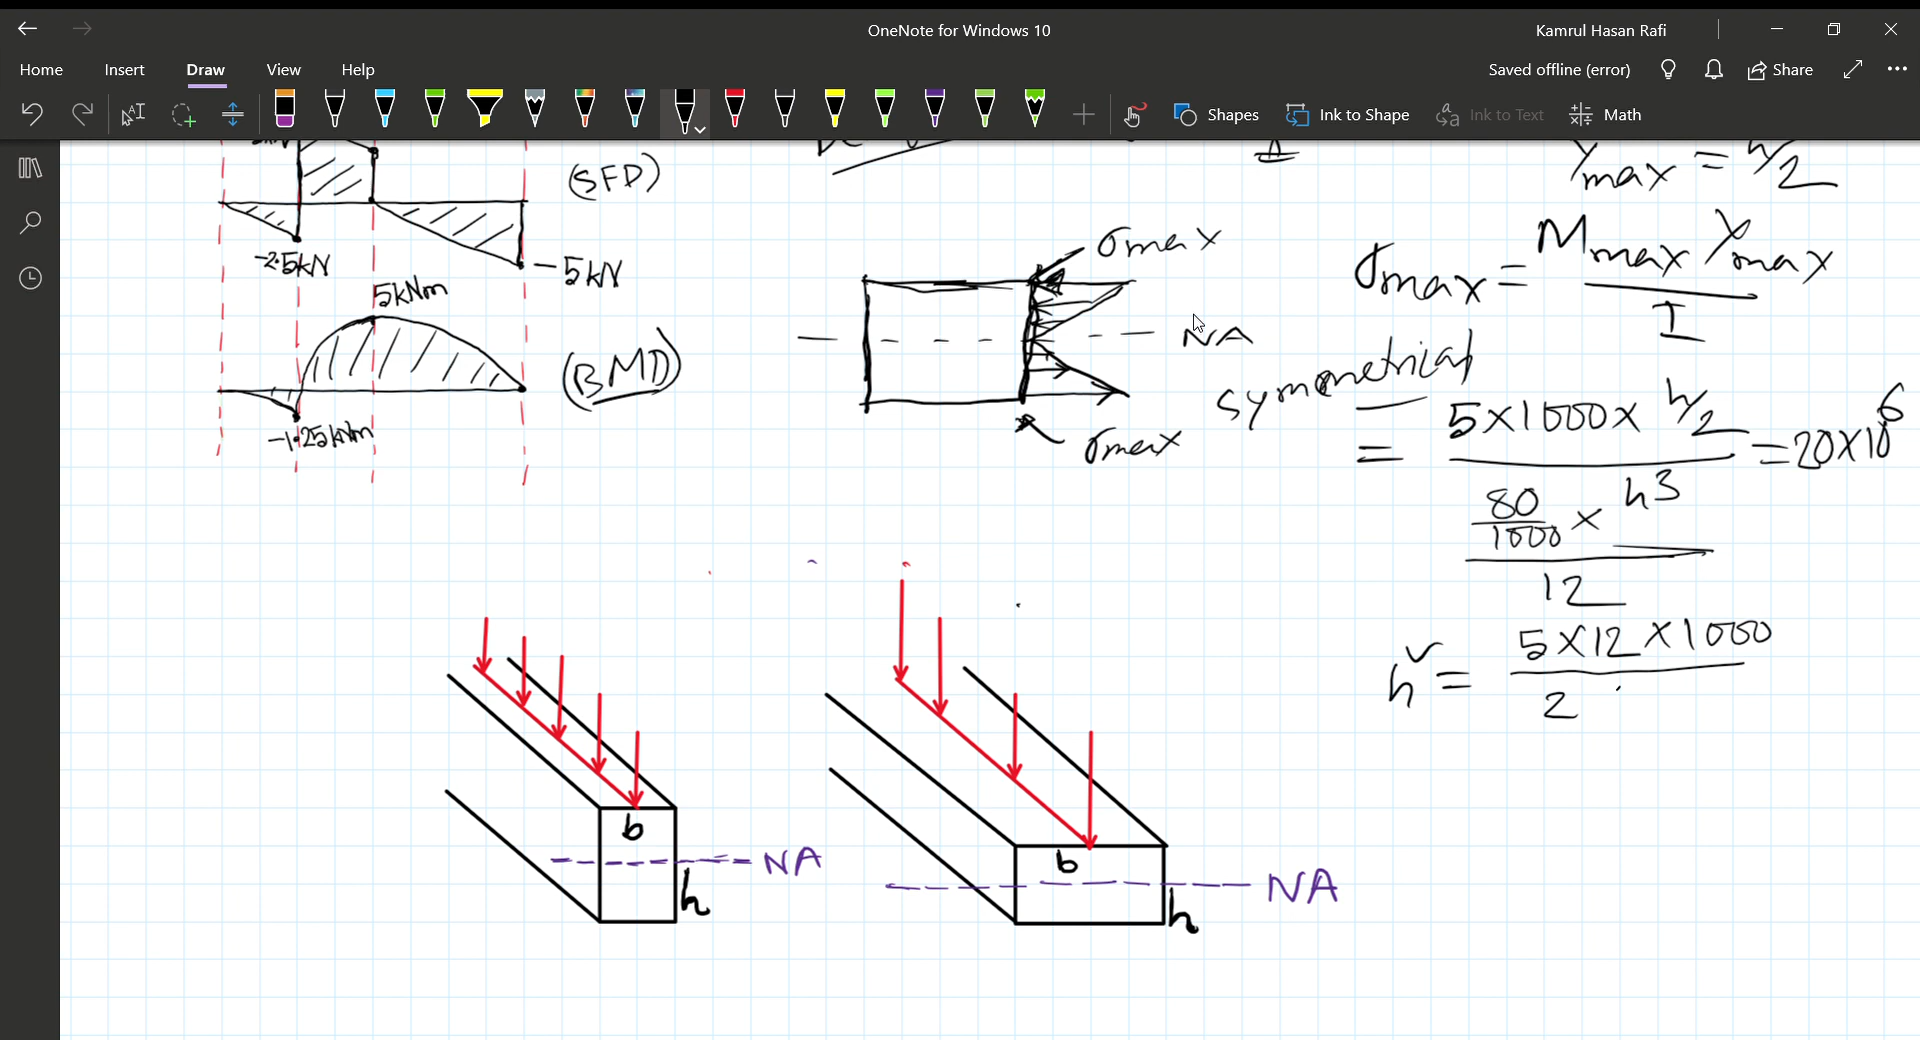 OneNote for Windows 10
Kamrul Hasan Rafi
Home Insert Draw View Help
Saved offline (error) Share
Shapes Ink to Shape Ink to Text Math
(SFD)
-2.5kN
-5kN
5kNm
(BMD)
-1.25kNm
σmax
NA
symmetrical
σmax
Ymax = h/2
σmax = Mmax Ymax / I
= 5×1000× h/2 / (80/1000 × h3 / 12) = 20×10^6
h² = 5×12×1000 / 2
b
NA
h
b
NA
h